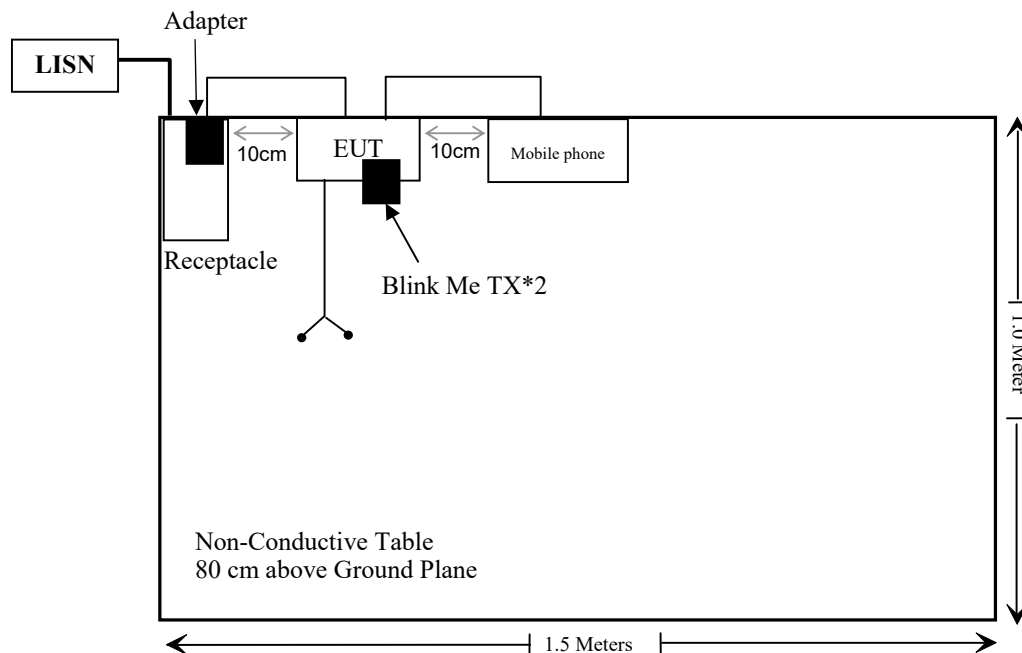 Adapter
LISN
EUT
10cm
10cm
Mobile phone
Receptacle
Blink Me TX*2
1.0 Meter
Non-Conductive Table
80 cm above Ground Plane
1.5 Meters